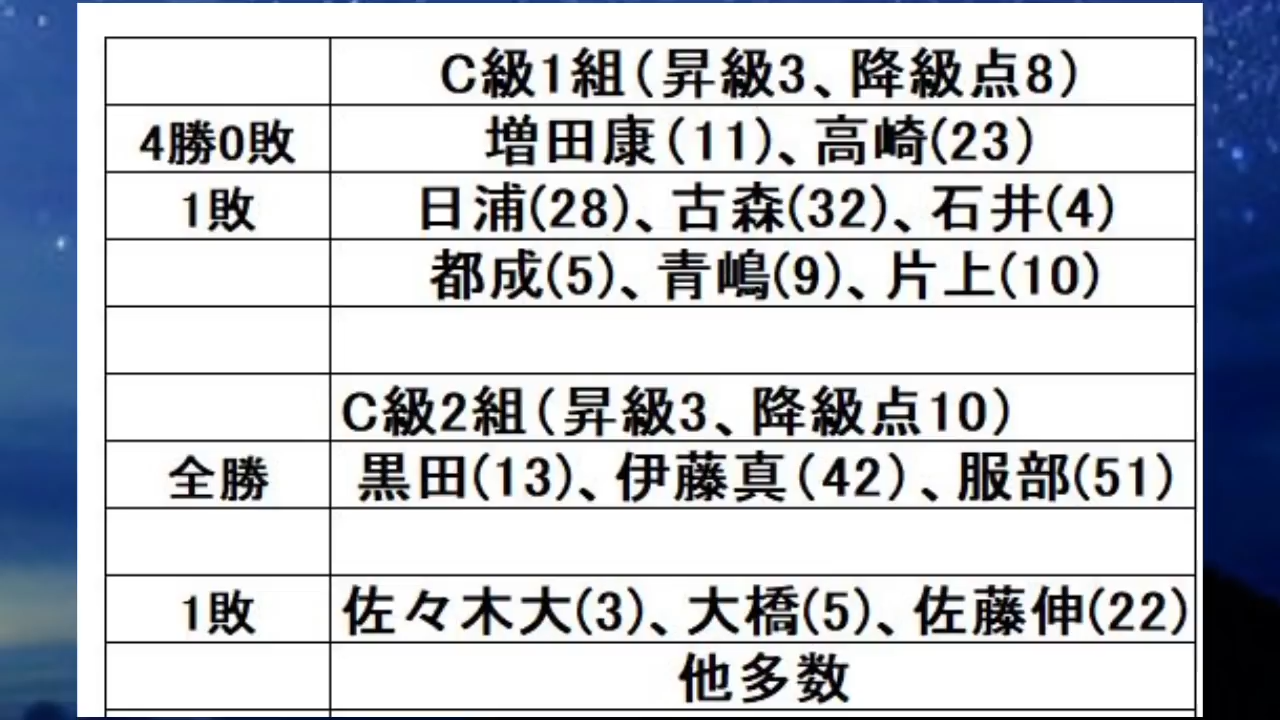 C級1組(昇級3、降級点8)
4勝0敗 増田康(11)、高崎(23)
1敗 日浦(28)、古森(32)、石井(4)
都成(5)、青嶋(9)、片上(10)
C級2組(昇級3、降級点10)
全勝 黒田(13)、伊藤真(42)、服部(51)
1敗 佐々木大(3)、大橋(5)、佐藤伸(22)
他多数